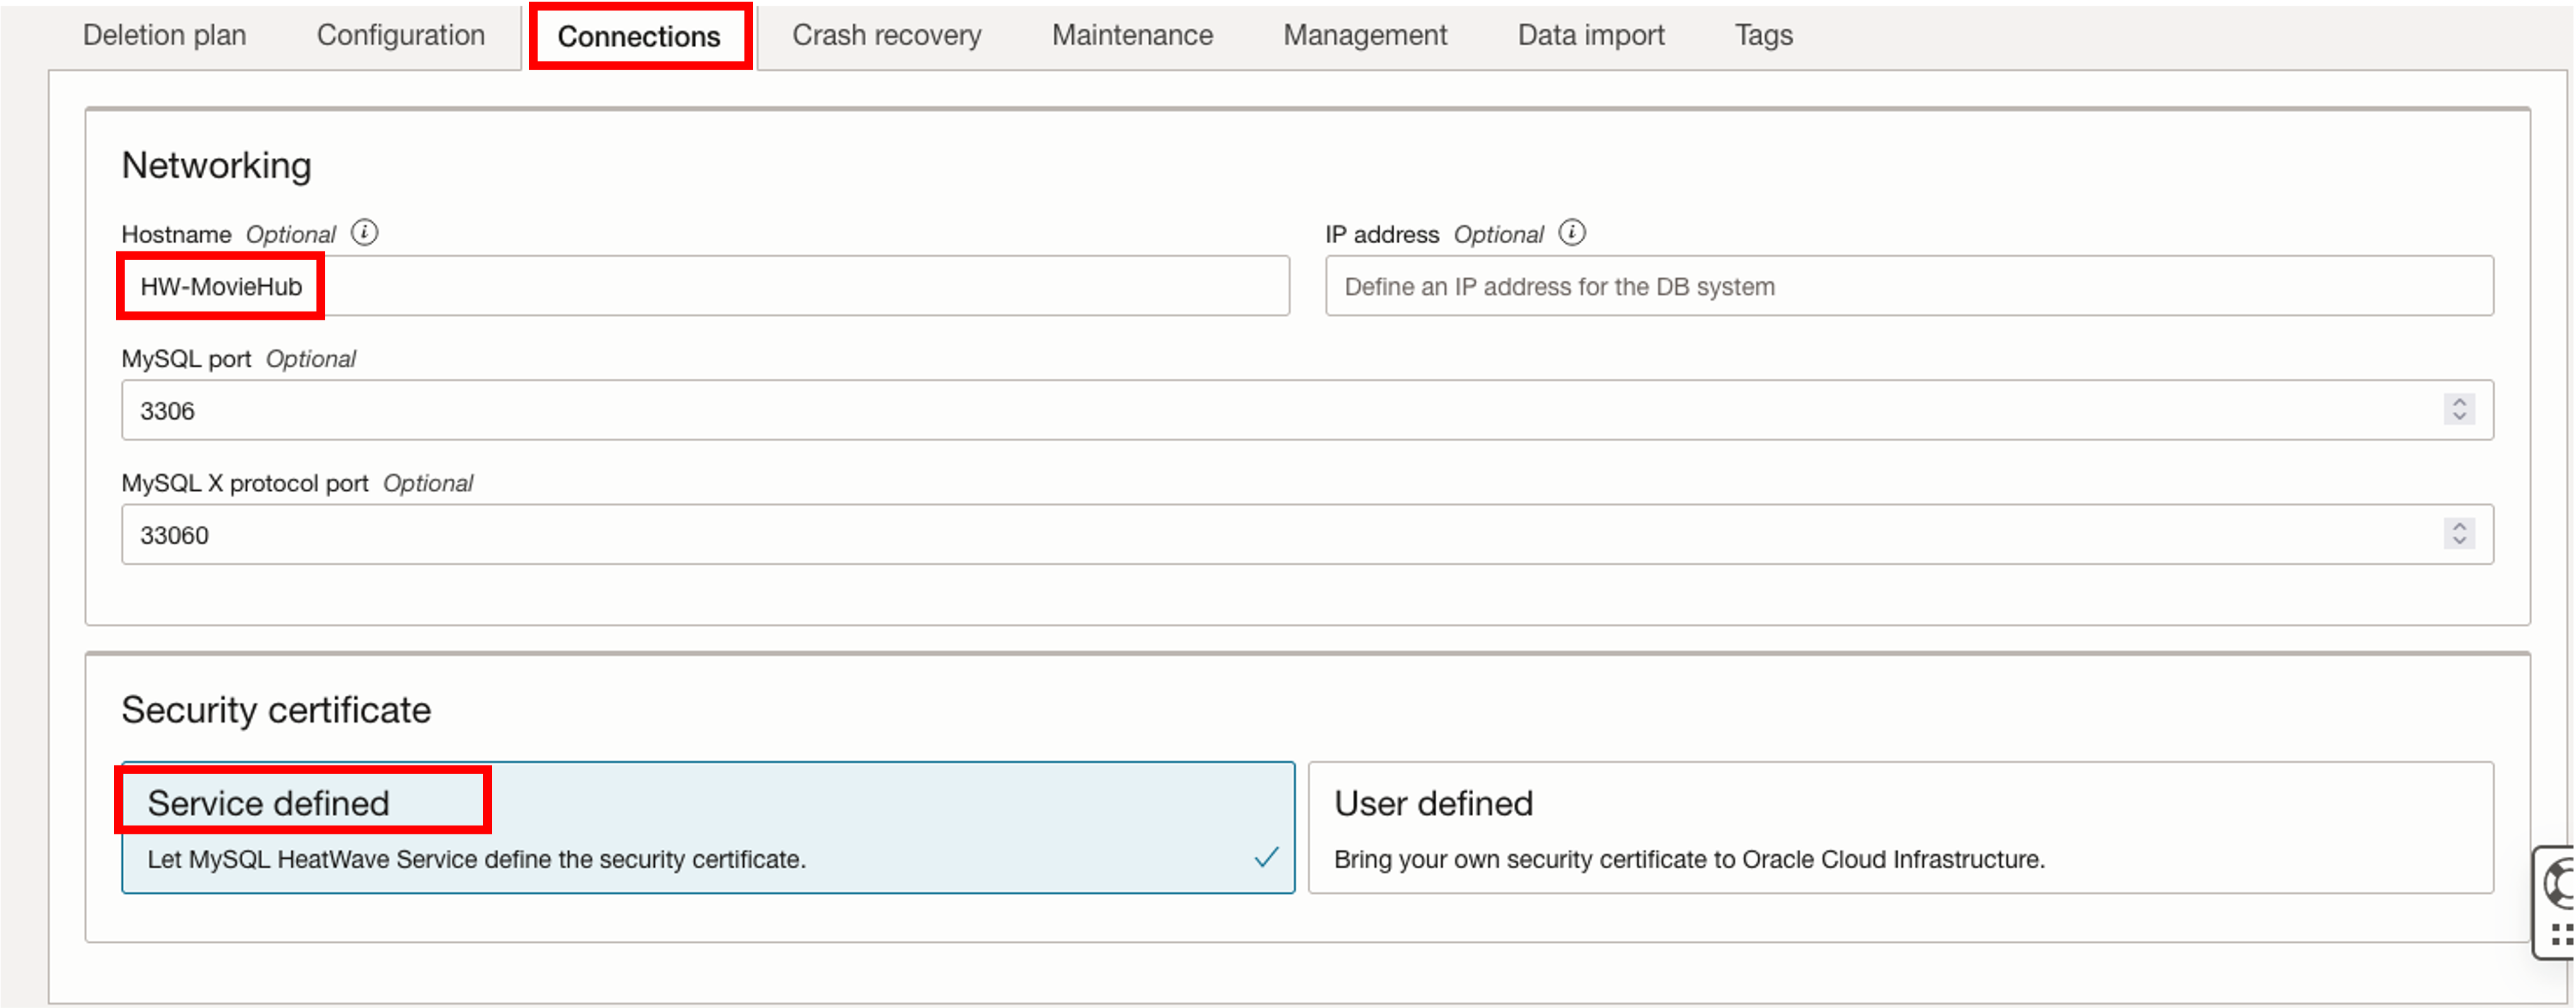 Deletion plan Configuration Connections Crash recovery Maintenance Management Data import Tags
Networking
Hostname Optional i IP address Optional i
HW-MovieHub Define an IP address for the DB system
MySQL port Optional
3306
MySQL X protocol port Optional
33060
Security certificate
Service defined User defined
Let MySQL HeatWave Service define the security certificate. Bring your own security certificate to Oracle Cloud Infrastructure.